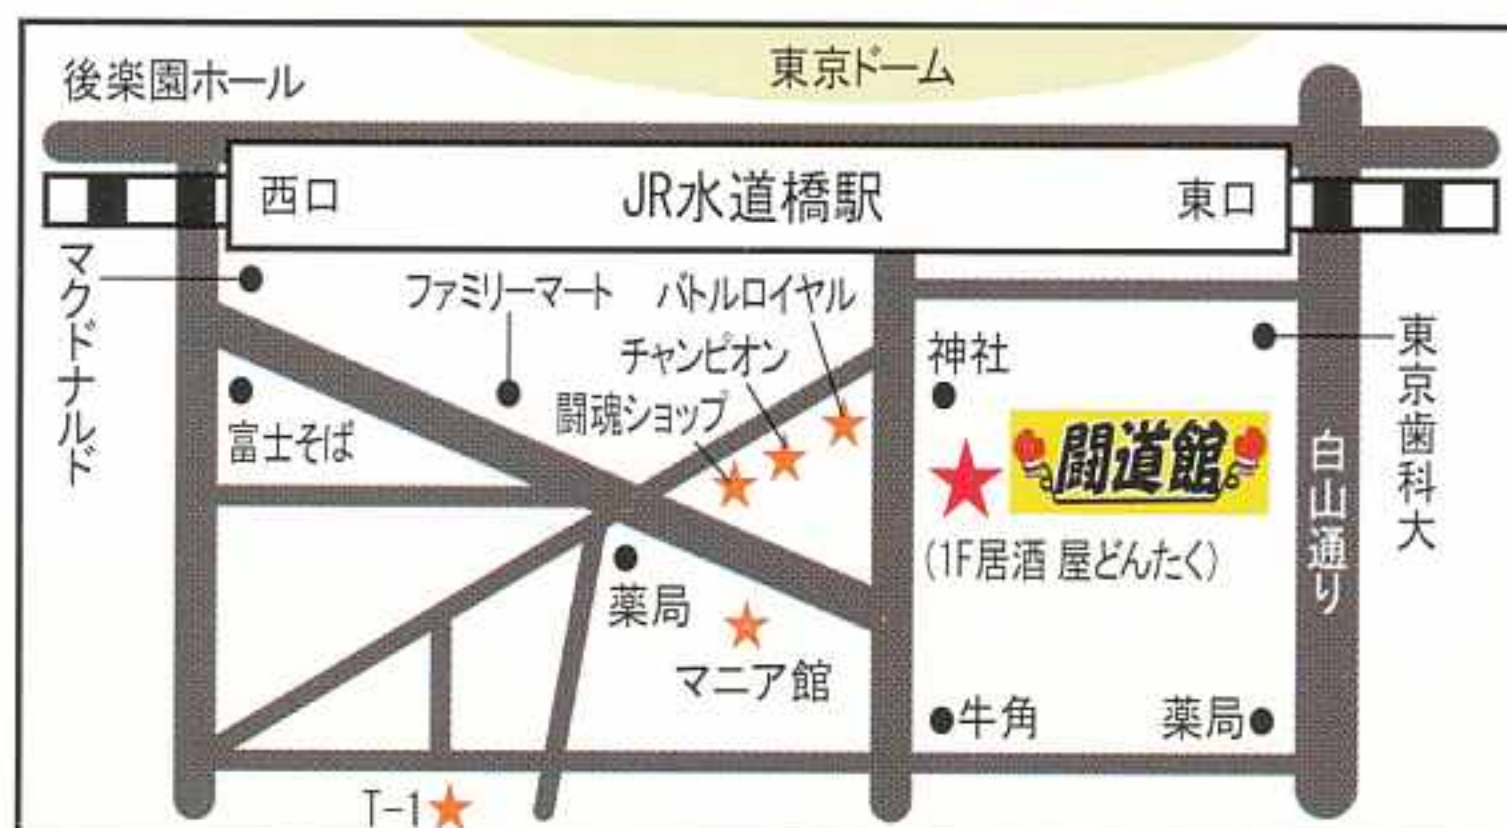 後楽園ホール
東京ドーム
西口
JR水道橋駅
東口
マクドナルド
ファミリーマート
バトルロイヤル
チャンピオン
闘魂ショップ
神社
東京歯科大
富士そば
闘道館
(1F居酒 屋どんたく)
白山通り
薬局
マニア館
牛角
薬局
T-1